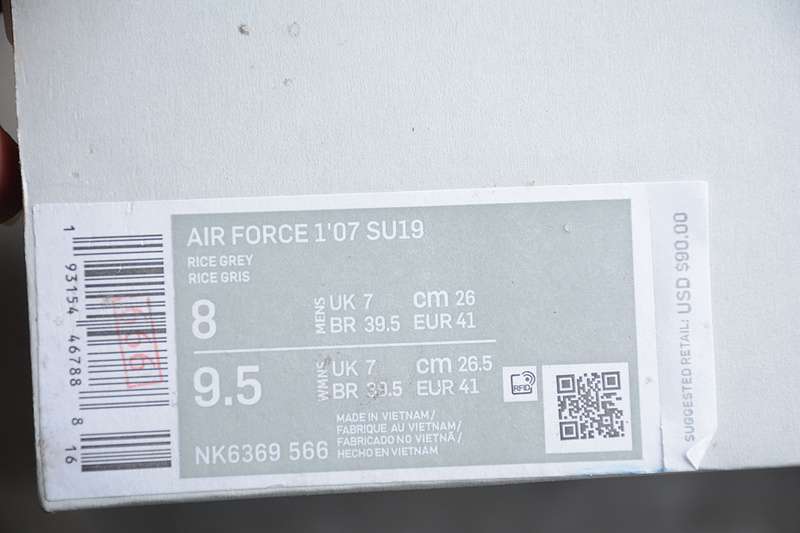 AIR FORCE 1'07 SU19
RICE GREY
RICE GRIS
8
MENS
UK 7 cm 26
BR 39.5 EUR 41
9.5
WMNS
UK 7 cm 26.5
BR 39.5 EUR 41
RFID
MADE IN VIETNAM/
FABRIQUE AU VIETNAM/
FABRICADO NO VIETNÃ/
HECHO EN VIETNAM
NK6369 566
1 93154 46788 8 16
SUGGESTED RETAIL: USD $90.00